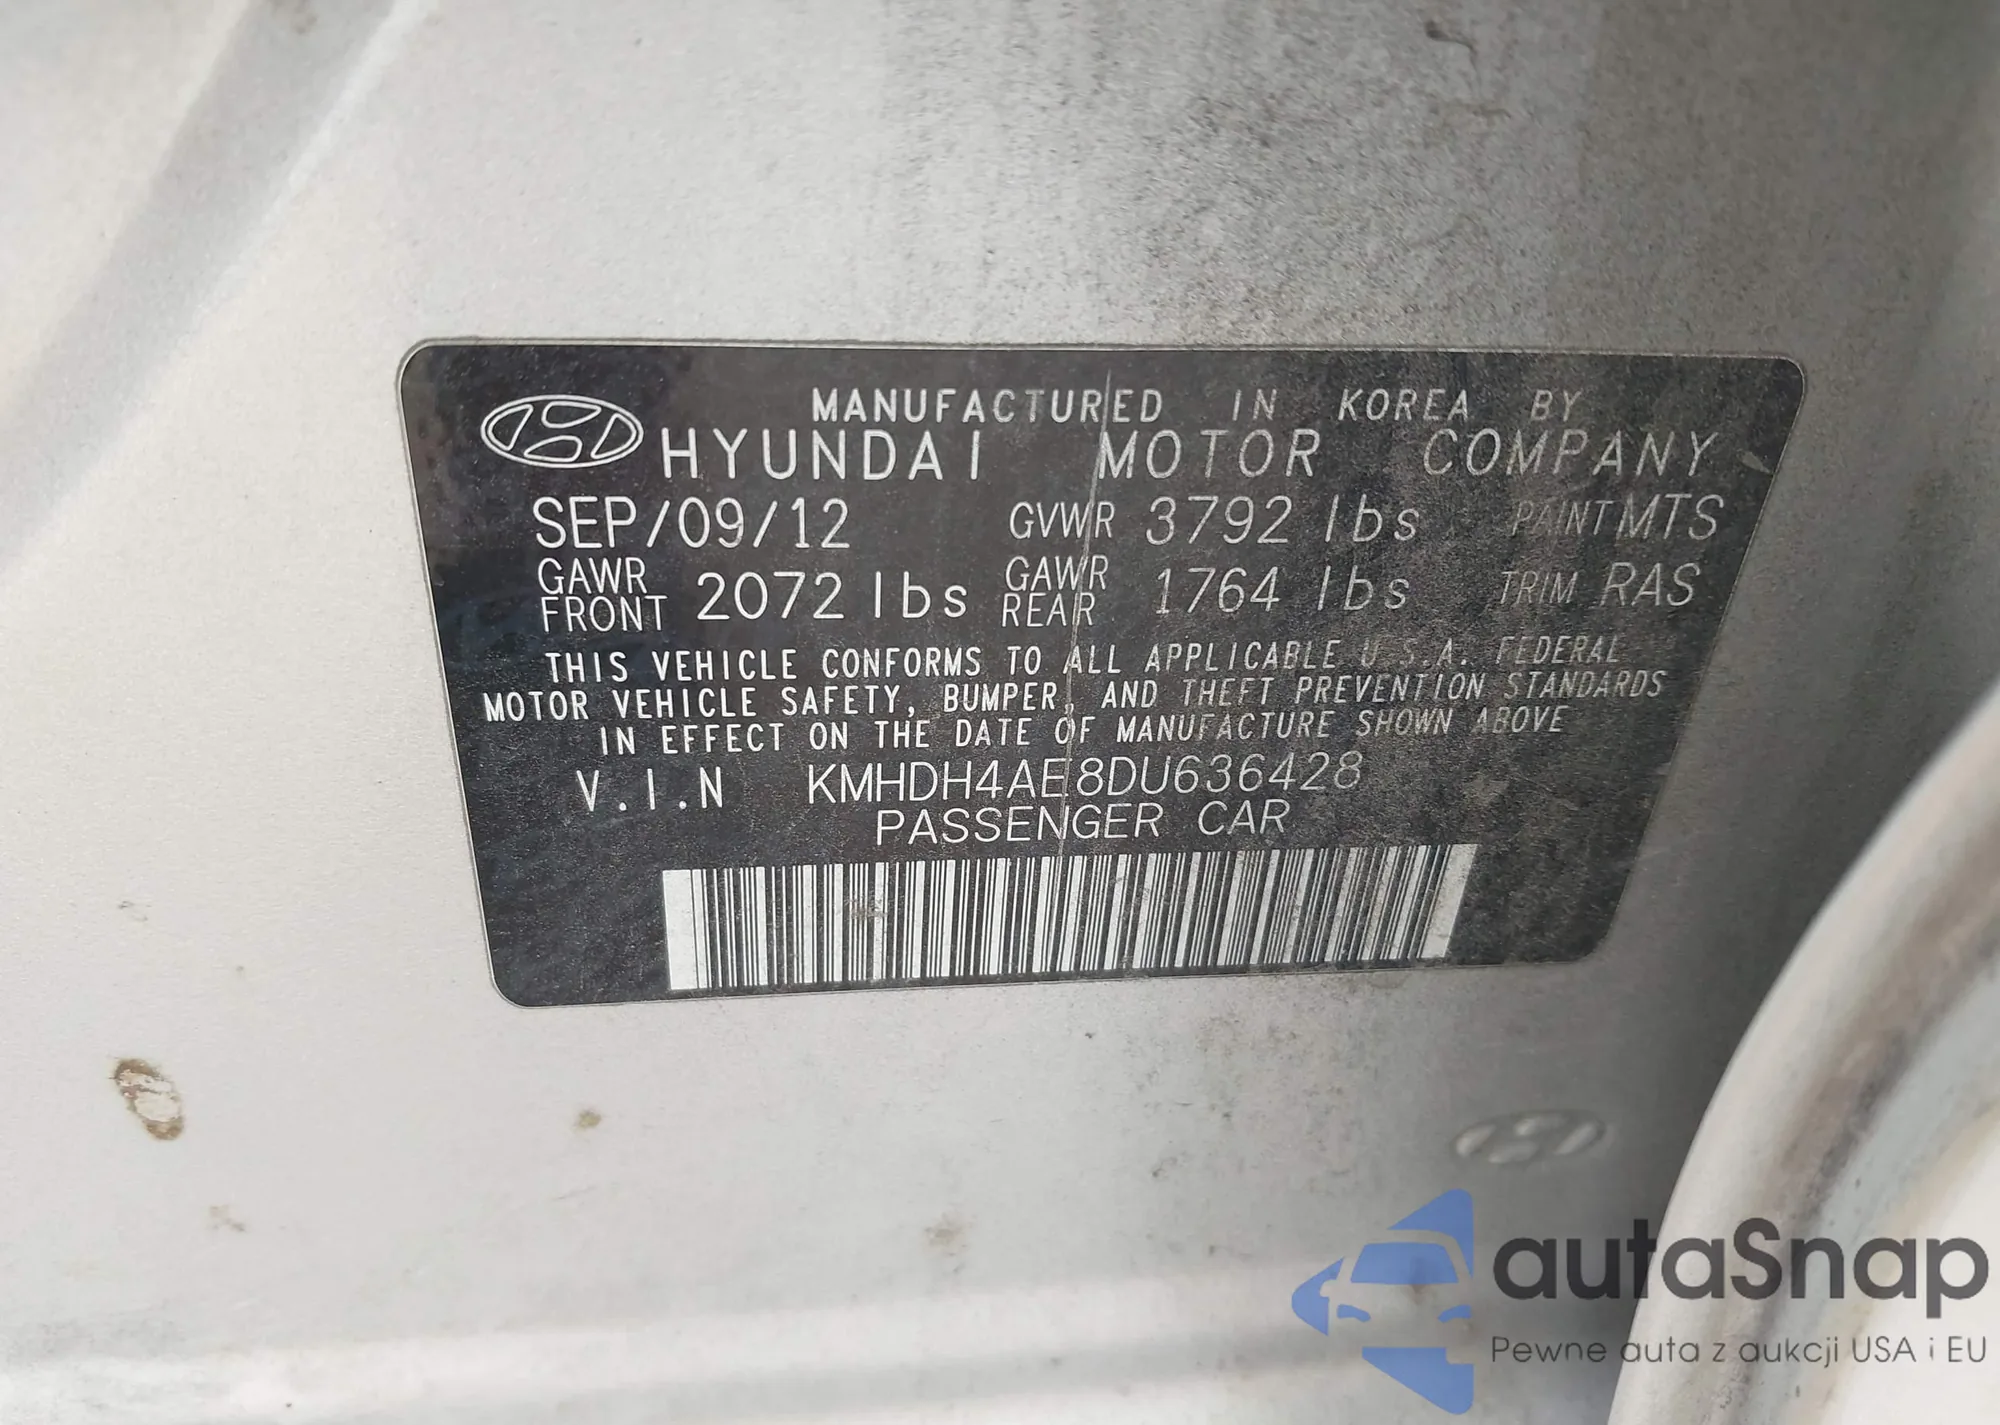 MANUFACTURED IN KOREA BY
HYUNDAI MOTOR COMPANY
SEP/09/12 GVWR 3792 lbs PAINT MTS
GAWR FRONT 2072 lbs GAWR REAR 1764 lbs TRIM RAS
THIS VEHICLE CONFORMS TO ALL APPLICABLE U.S.A. FEDERAL
MOTOR VEHICLE SAFETY, BUMPER, AND THEFT PREVENTION STANDARDS
IN EFFECT ON THE DATE OF MANUFACTURE SHOWN ABOVE
V.I.N KMHDH4AE8DU636428
PASSENGER CAR
autaSnap
Pewne auta z aukcji USA i EU